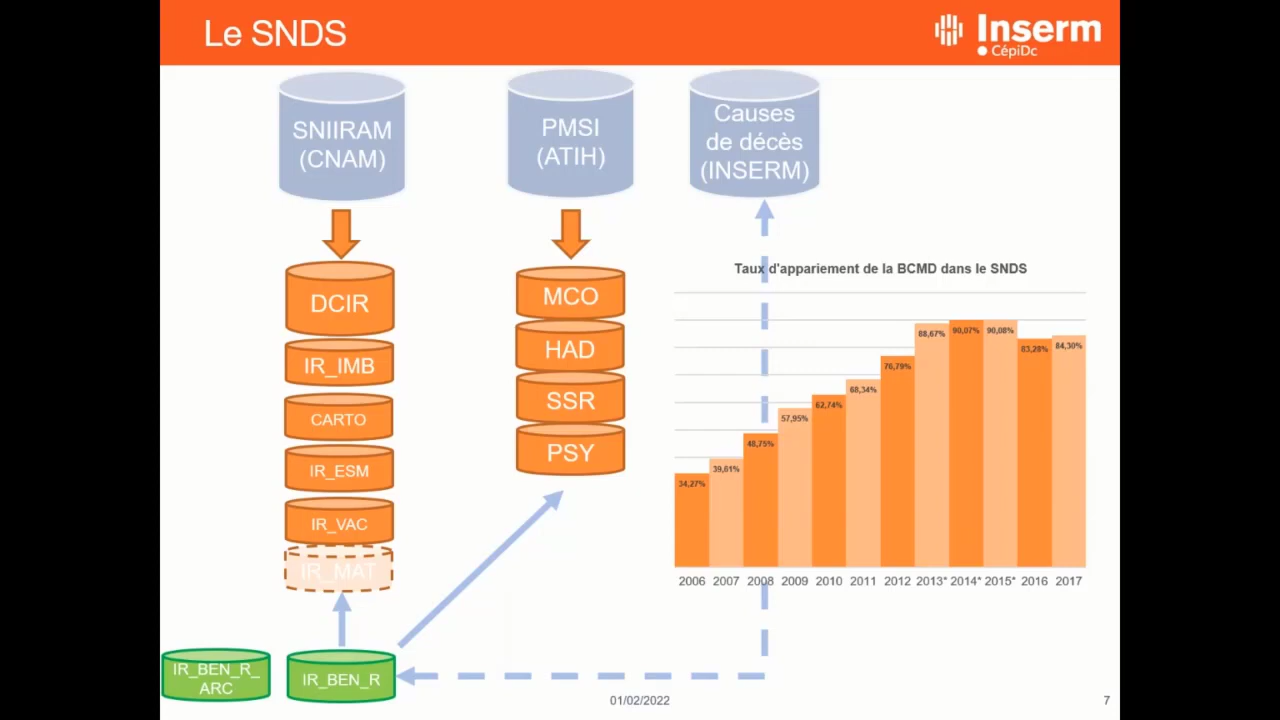 Le SNDS
Inserm
CépiDc
SNIIRAM
(CNAM)
PMSI
(ATIH)
Causes
de décès
(INSERM)
DCIR
IR_IMB
CARTO
IR_ESM
IR_VAC
IR_MAT
MCO
HAD
SSR
PSY
Taux d'appariement de la BCMD dans le SNDS
34,27%
39,61%
48,75%
57,95%
62,74%
68,34%
76,79%
88,67%
90,07%
90,08%
83,28%
84,30%
2006 2007 2008 2009 2010 2011 2012 2013* 2014* 2015* 2016 2017
IR_BEN_R_
ARC
IR_BEN_R
01/02/2022
7